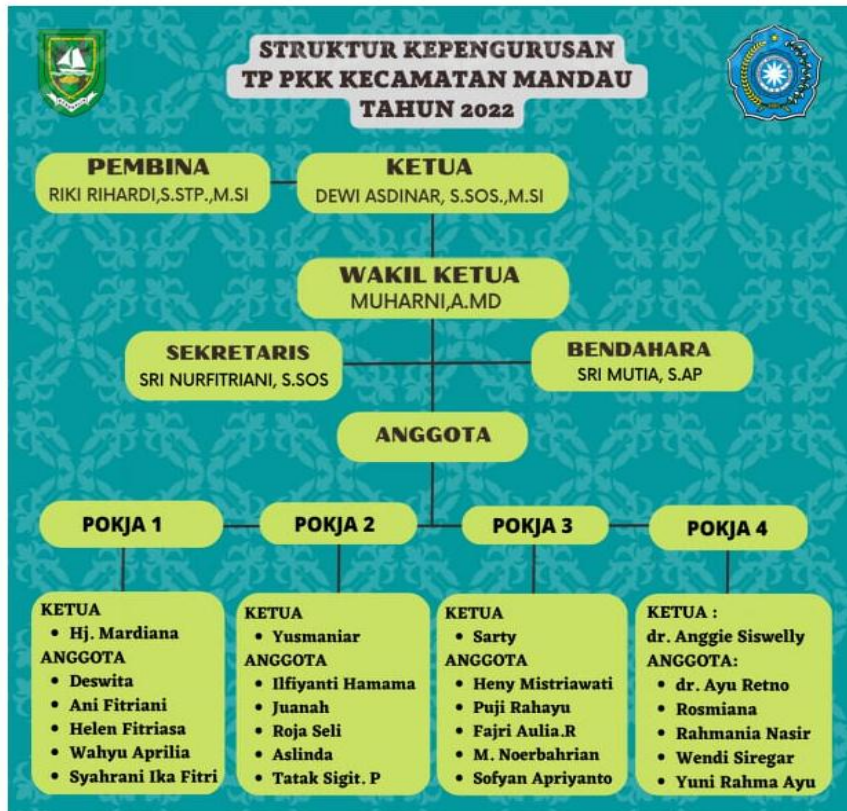 STRUKTUR KEPENGURUSAN
TP PKK KECAMATAN MANDAU
TAHUN 2022
PEMBINA
RIKI RIHARDI,S.STP.,M.SI
KETUA
DEWI ASDINAR, S.SOS.,M.SI
WAKIL KETUA
MUHARNI,A.MD
SEKRETARIS
SRI NURFITRIANI, S.SOS
BENDAHARA
SRI MUTIA, S.AP
ANGGOTA
POKJA 1
POKJA 2
POKJA 3
POKJA 4
KETUA
• Hj. Mardiana
ANGGOTA
• Deswita
• Ani Fitriani
• Helen Fitriasa
• Wahyu Aprilia
• Syahrani Ika Fitri
KETUA
• Yusmaniar
ANGGOTA
• Ilfiyanti Hamama
• Juanah
• Roja Seli
• Aslinda
• Tatak Sigit. P
KETUA
• Sarty
ANGGOTA
• Heny Mistriawati
• Puji Rahayu
• Fajri Aulia.R
• M. Noerbahrian
• Sofyan Apriyanto
KETUA :
dr. Anggie Siswelly
ANGGOTA:
• dr. Ayu Retno
• Rosmiana
• Rahmania Nasir
• Wendi Siregar
• Yuni Rahma Ayu